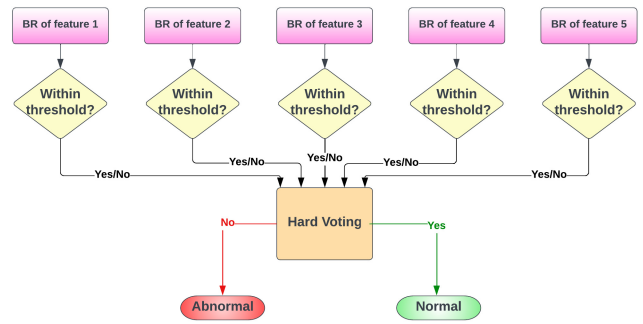 BR of feature 1
BR of feature 2
BR of feature 3
BR of feature 4
BR of feature 5
Within
threshold?
Within
threshold?
Within
threshold?
Within
threshold?
Within
threshold?
Yes/No
Yes/No
Yes/No
Yes/No
Yes/No
Hard Voting
No
Yes
Abnormal
Normal